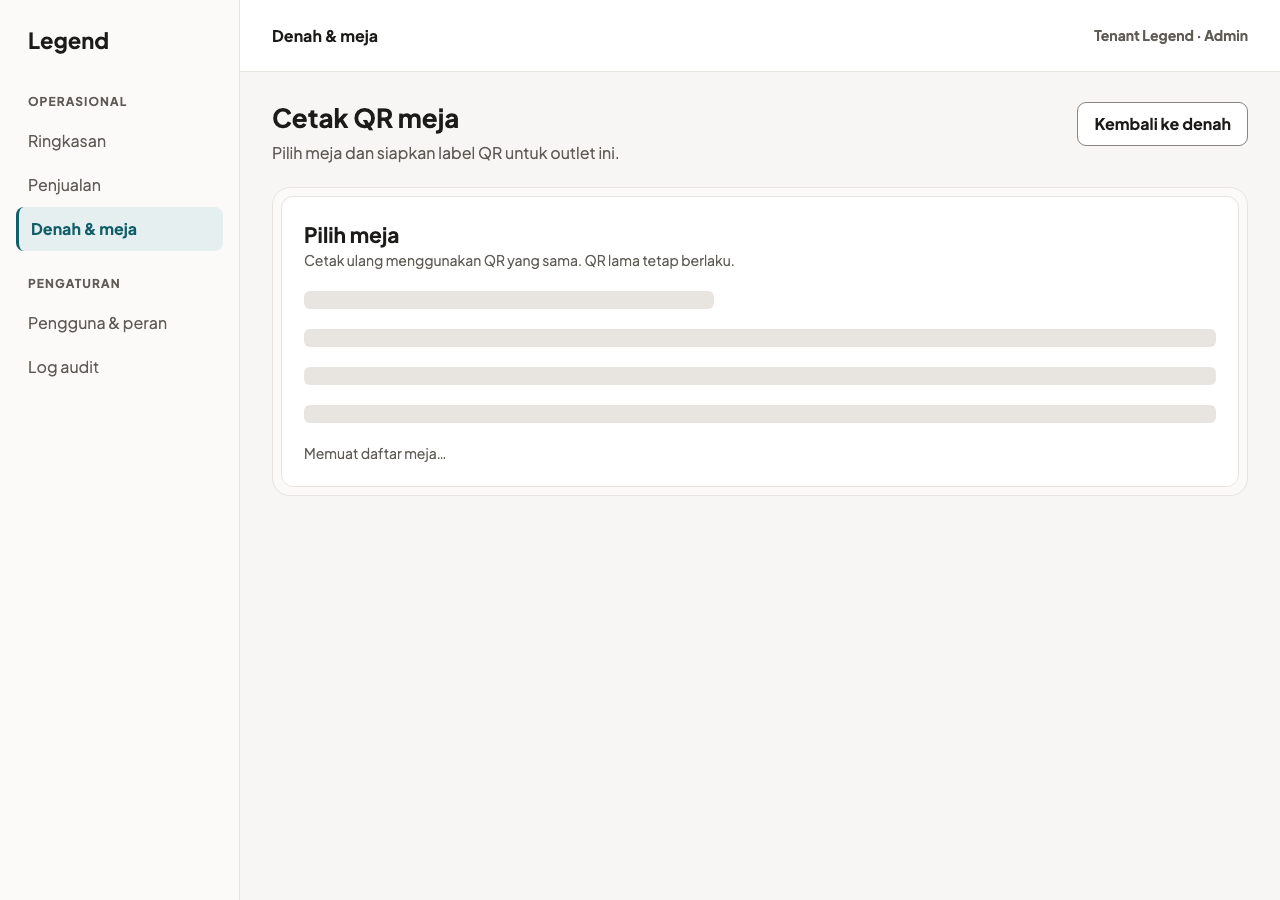 Legend
OPERASIONAL
Ringkasan
Penjualan
Denah & meja
PENGATURAN
Pengguna & peran
Log audit
Denah & meja
Tenant Legend · Admin
Cetak QR meja
Pilih meja dan siapkan label QR untuk outlet ini.
Kembali ke denah
Pilih meja
Cetak ulang menggunakan QR yang sama. QR lama tetap berlaku.
Memuat daftar meja…